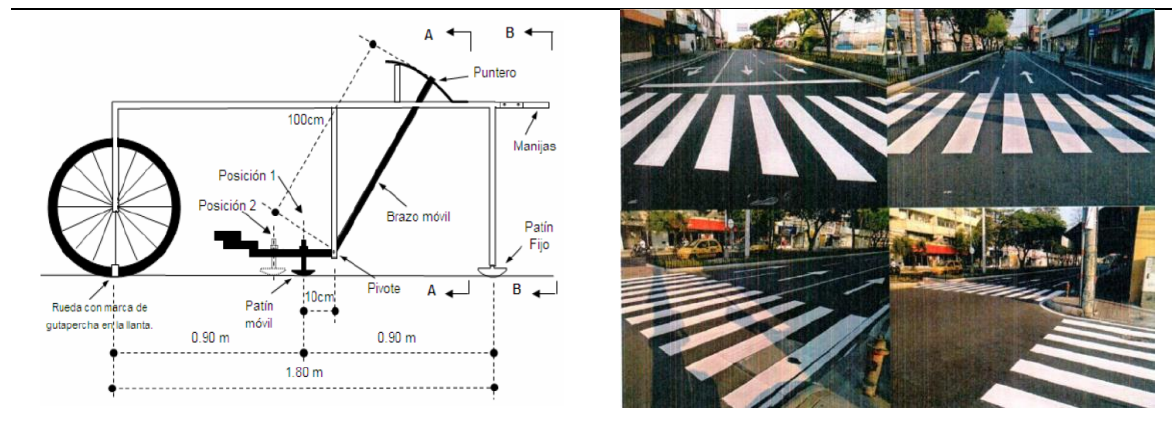 A
B
Puntero
100cm
Manijas
Posición 1
Posición 2
Brazo móvil
Patín
Fijo
Rueda con marca de
gutapercha en la llanta.
Patín
móvil
10cm
Pivote
A
B
0.90 m
0.90 m
1.80 m